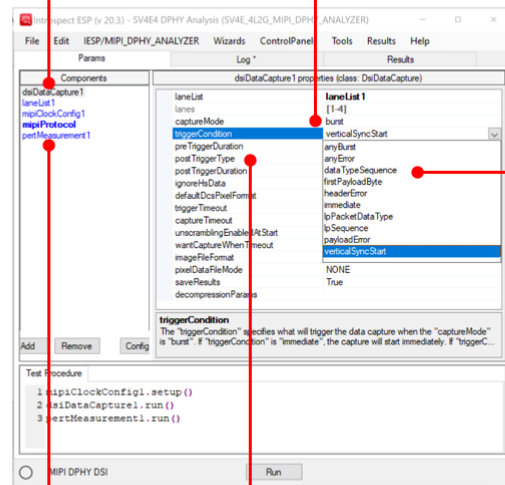 Introspect ESP (v 20.3) - SV4E4 DPHY Analysis (SV4E_4L2G_MIPI_DPHY_ANALYZER)
File Edit IESP/MIPI_DPHY_ANALYZER Wizards ControlPanel Tools Results Help
Params Log * Results
Components
dsiDataCapture1
laneList1
mipiClockConfig1
mipiProtocol
pertMeasurement1
Add Remove Config
dsiDataCapture1 properties (class: DsiDataCapture)
laneList laneList1
lanes [1-4]
captureMode burst
triggerCondition verticalSyncStart
preTriggerDuration
postTriggerType
postTriggerDuration
ignoreHsData
defaultDcsPixelFormat
triggerTimeout
captureTimeout
unscramblingEnabledAtStart
wantCaptureWhenTimeout
imageFileFormat
pixelDataFileMode NONE
saveResults True
decompressionParams
anyBurst
anyError
dataTypeSequence
firstPayloadByte
headerError
immediate
lpPacketDataType
lpSequence
payloadError
verticalSyncStart
triggerCondition
The "triggerCondition" specifies what will trigger the data capture when the "captureMode"
is "burst". If "triggerCondition" is "immediate", the capture will start immediately. If "triggerC...
Test Procedure
1 mipiClockConfig1.setup()
2 dsiDataCapture1.run()
3 pertMeasurement1.run()
MIPI DPHY DSI Run